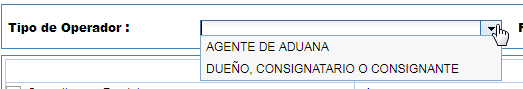 Tipo de Operador :
AGENTE DE ADUANA
DUEÑO, CONSIGNATARIO O CONSIGNANTE